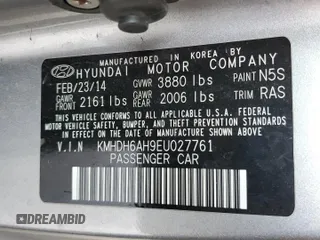 MANUFACTURED IN KOREA BY
HYUNDAI MOTOR COMPANY
FEB/23/14 GVWR 3880 lbs PAINT N5S
GAWR FRONT 2161 lbs GAWR REAR 2006 lbs TRIM RAS
THIS VEHICLE CONFORMS TO ALL APPLICABLE
FEDERAL MOTOR VEHICLE SAFETY, BUMPER, AND
THEFT PREVENTION STANDARDS IN EFFECT ON
THE DATE OF MANUFACTURE SHOWN ABOVE.
V.I.N KMHDH6AH9EU027761
PASSENGER CAR
DREAMBID